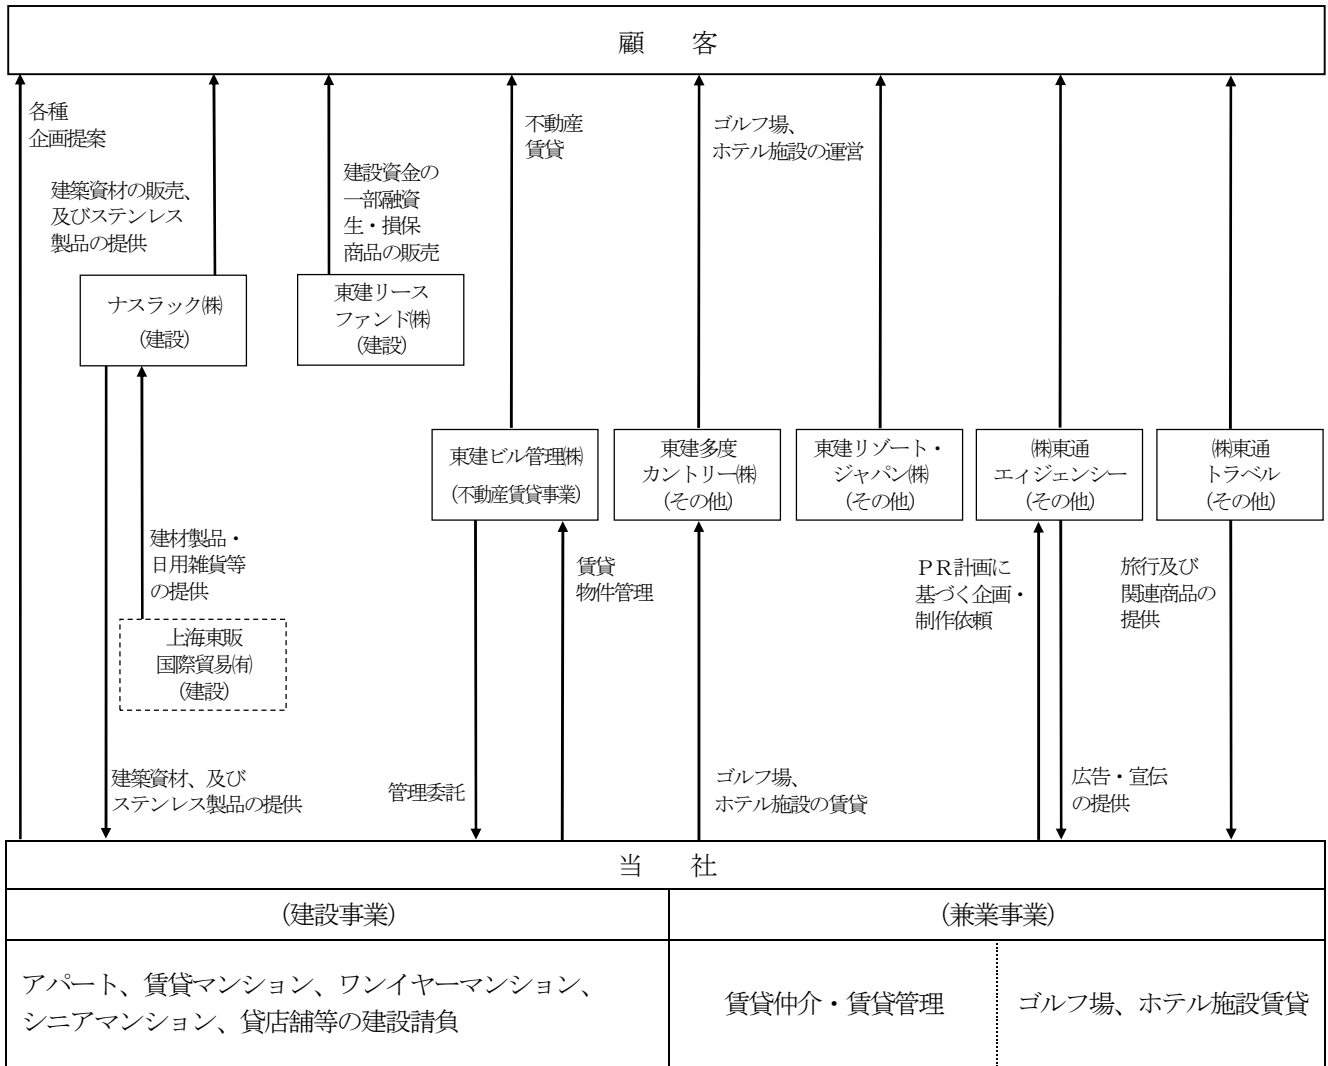 顧　　客
各種
企画提案
建築資材の販売、
及びステンレス
製品の提供
建設資金の
一部融資
生・損保
商品の販売
不動産
賃貸
ゴルフ場、
ホテル施設の運営
ナスラック㈱
(建設)
東建リース
ファンド㈱
(建設)
東建ビル管理㈱
(不動産賃貸事業)
東建多度
カントリー㈱
(その他)
東建リゾート・
ジャパン㈱
(その他)
㈱東通
エィジェンシー
(その他)
㈱東通
トラベル
(その他)
建材製品・
日用雑貨等
の提供
上海東販
国際貿易㈲
(建設)
賃貸
物件管理
ＰＲ計画に
基づく企画・
制作依頼
旅行及び
関連商品の
提供
建築資材、及び
ステンレス製品の提供
管理委託
ゴルフ場、
ホテル施設の賃貸
広告・宣伝
の提供
当　　社
(建設事業)
(兼業事業)
アパート、賃貸マンション、ワンイヤーマンション、
シニアマンション、貸店舗等の建設請負
賃貸仲介・賃貸管理
ゴルフ場、ホテル施設賃貸